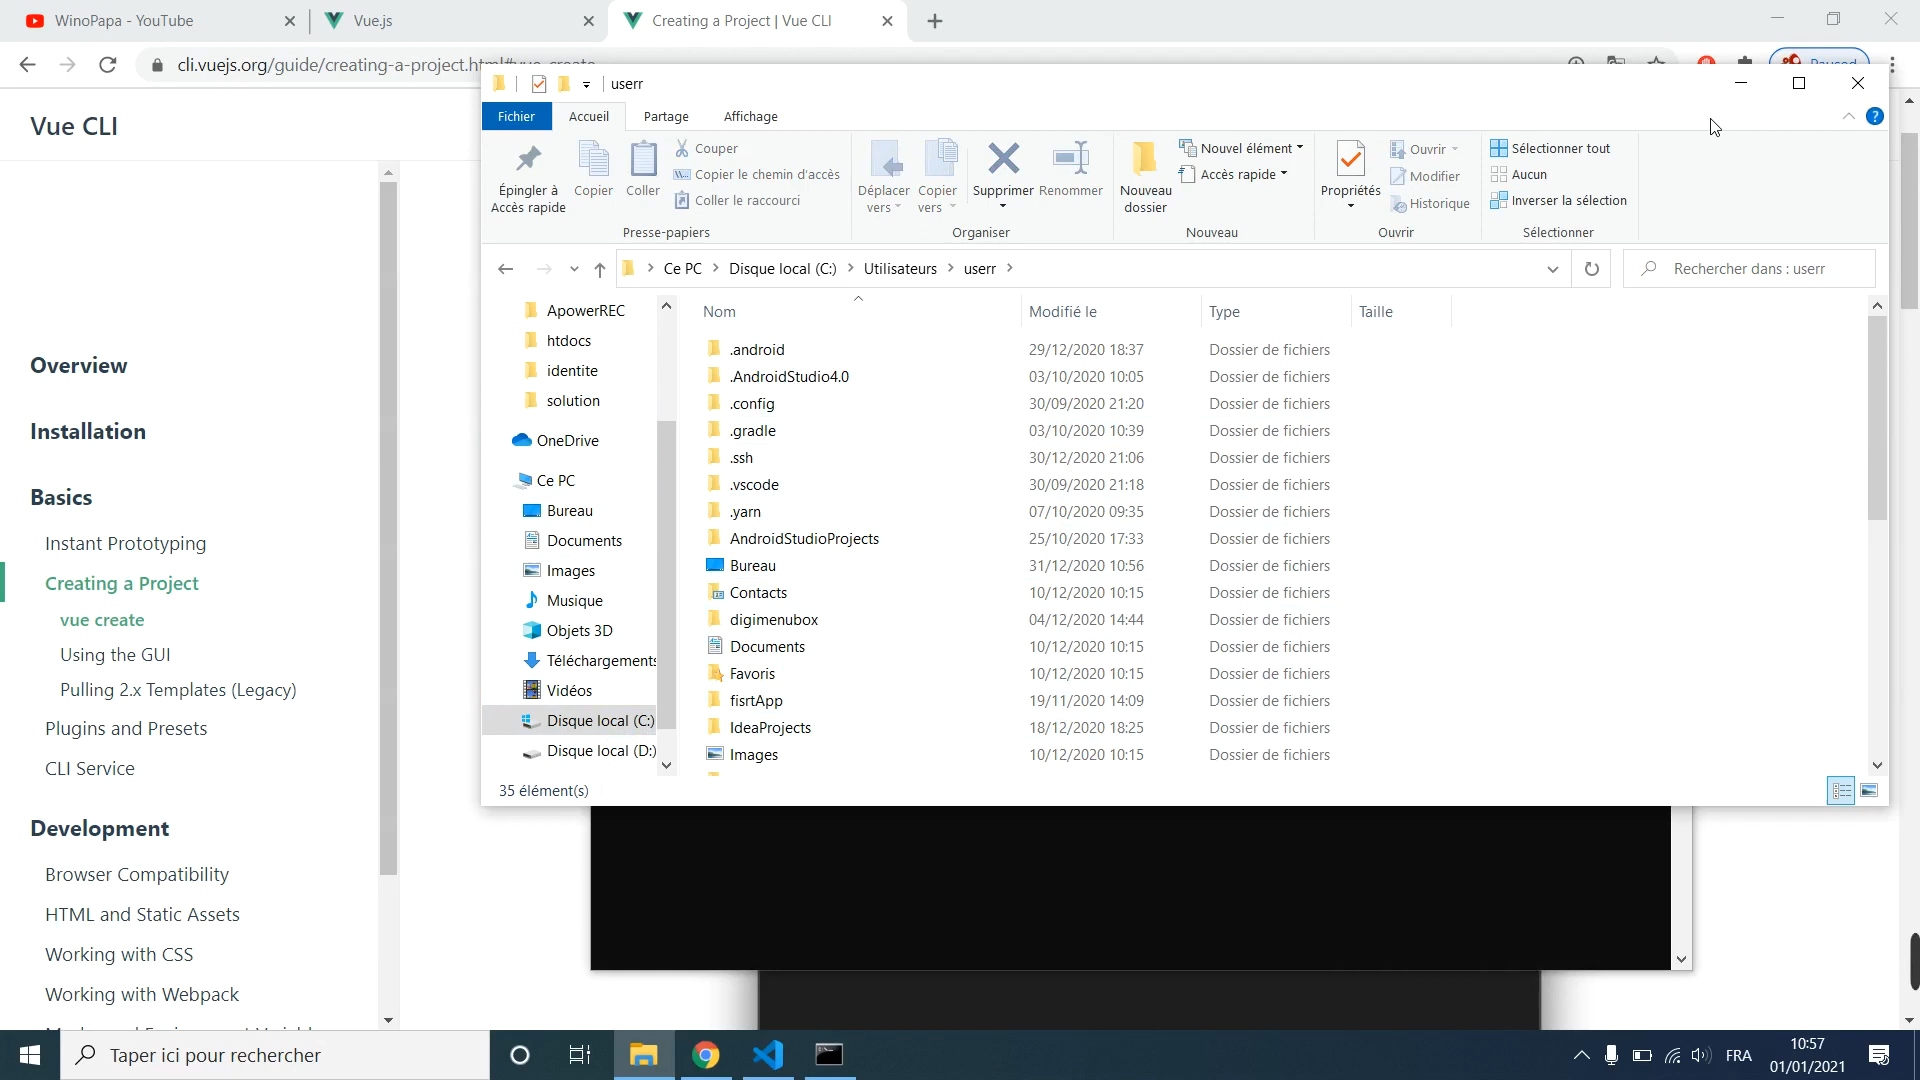 WinoPapa - YouTube
Vue.js
Creating a Project | Vue CLI
cli.vuejs.org/guide/creating-a-project.html#vue-create
Paused
userr
Fichier
Accueil
Partage
Affichage
Épingler à
Accès rapide
Copier
Coller
Couper
Copier le chemin d'accès
Coller le raccourci
Presse-papiers
Déplacer
vers
Copier
vers
Supprimer
Renommer
Organiser
Nouveau
dossier
Nouvel élément
Accès rapide
Nouveau
Propriétés
Ouvrir
Modifier
Historique
Ouvrir
Sélectionner tout
Aucun
Inverser la sélection
Sélectionner
Ce PC
Disque local (C:)
Utilisateurs
userr
Rechercher dans : userr
ApowerREC
htdocs
identite
solution
OneDrive
Ce PC
Bureau
Documents
Images
Musique
Objets 3D
Téléchargements
Vidéos
Disque local (C:)
Disque local (D:)
Nom Modifié le Type Taille
.android 29/12/2020 18:37 Dossier de fichiers
.AndroidStudio4.0 03/10/2020 10:05 Dossier de fichiers
.config 30/09/2020 21:20 Dossier de fichiers
.gradle 03/10/2020 10:39 Dossier de fichiers
.ssh 30/12/2020 21:06 Dossier de fichiers
.vscode 30/09/2020 21:18 Dossier de fichiers
.yarn 07/10/2020 09:35 Dossier de fichiers
AndroidStudioProjects 25/10/2020 17:33 Dossier de fichiers
Bureau 31/12/2020 10:56 Dossier de fichiers
Contacts 10/12/2020 10:15 Dossier de fichiers
digimenubox 04/12/2020 14:44 Dossier de fichiers
Documents 10/12/2020 10:15 Dossier de fichiers
Favoris 10/12/2020 10:15 Dossier de fichiers
fisrtApp 19/11/2020 14:09 Dossier de fichiers
IdeaProjects 18/12/2020 18:25 Dossier de fichiers
Images 10/12/2020 10:15 Dossier de fichiers
35 élément(s)
Vue CLI
Overview
Installation
Basics
Instant Prototyping
Creating a Project
vue create
Using the GUI
Pulling 2.x Templates (Legacy)
Plugins and Presets
CLI Service
Development
Browser Compatibility
HTML and Static Assets
Working with CSS
Working with Webpack
Taper ici pour rechercher
FRA
10:57
01/01/2021